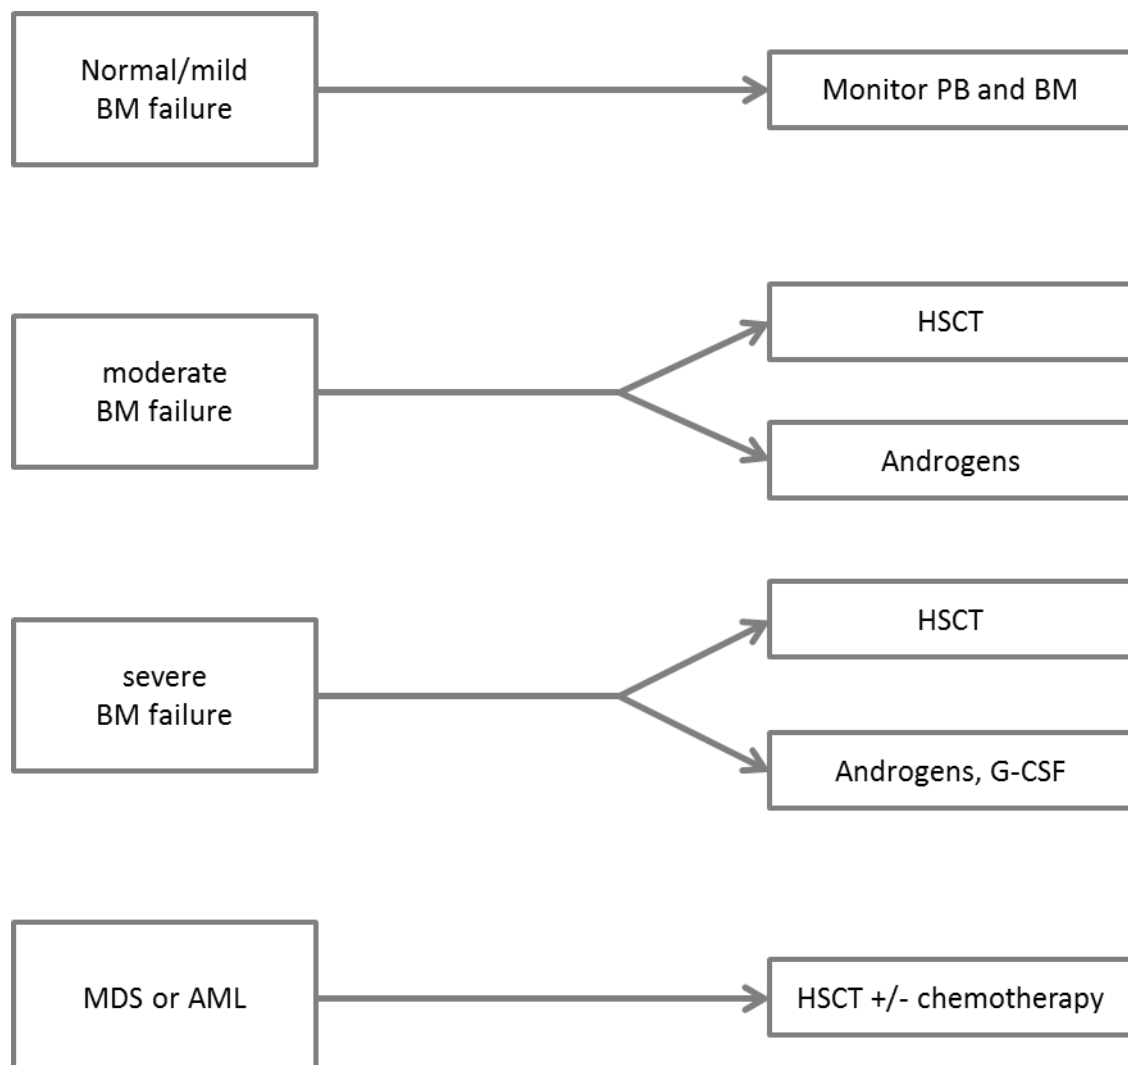 Normal/mild
BM failure
Monitor PB and BM
moderate
BM failure
HSCT
Androgens
severe
BM failure
HSCT
Androgens, G-CSF
MDS or AML
HSCT +/- chemotherapy